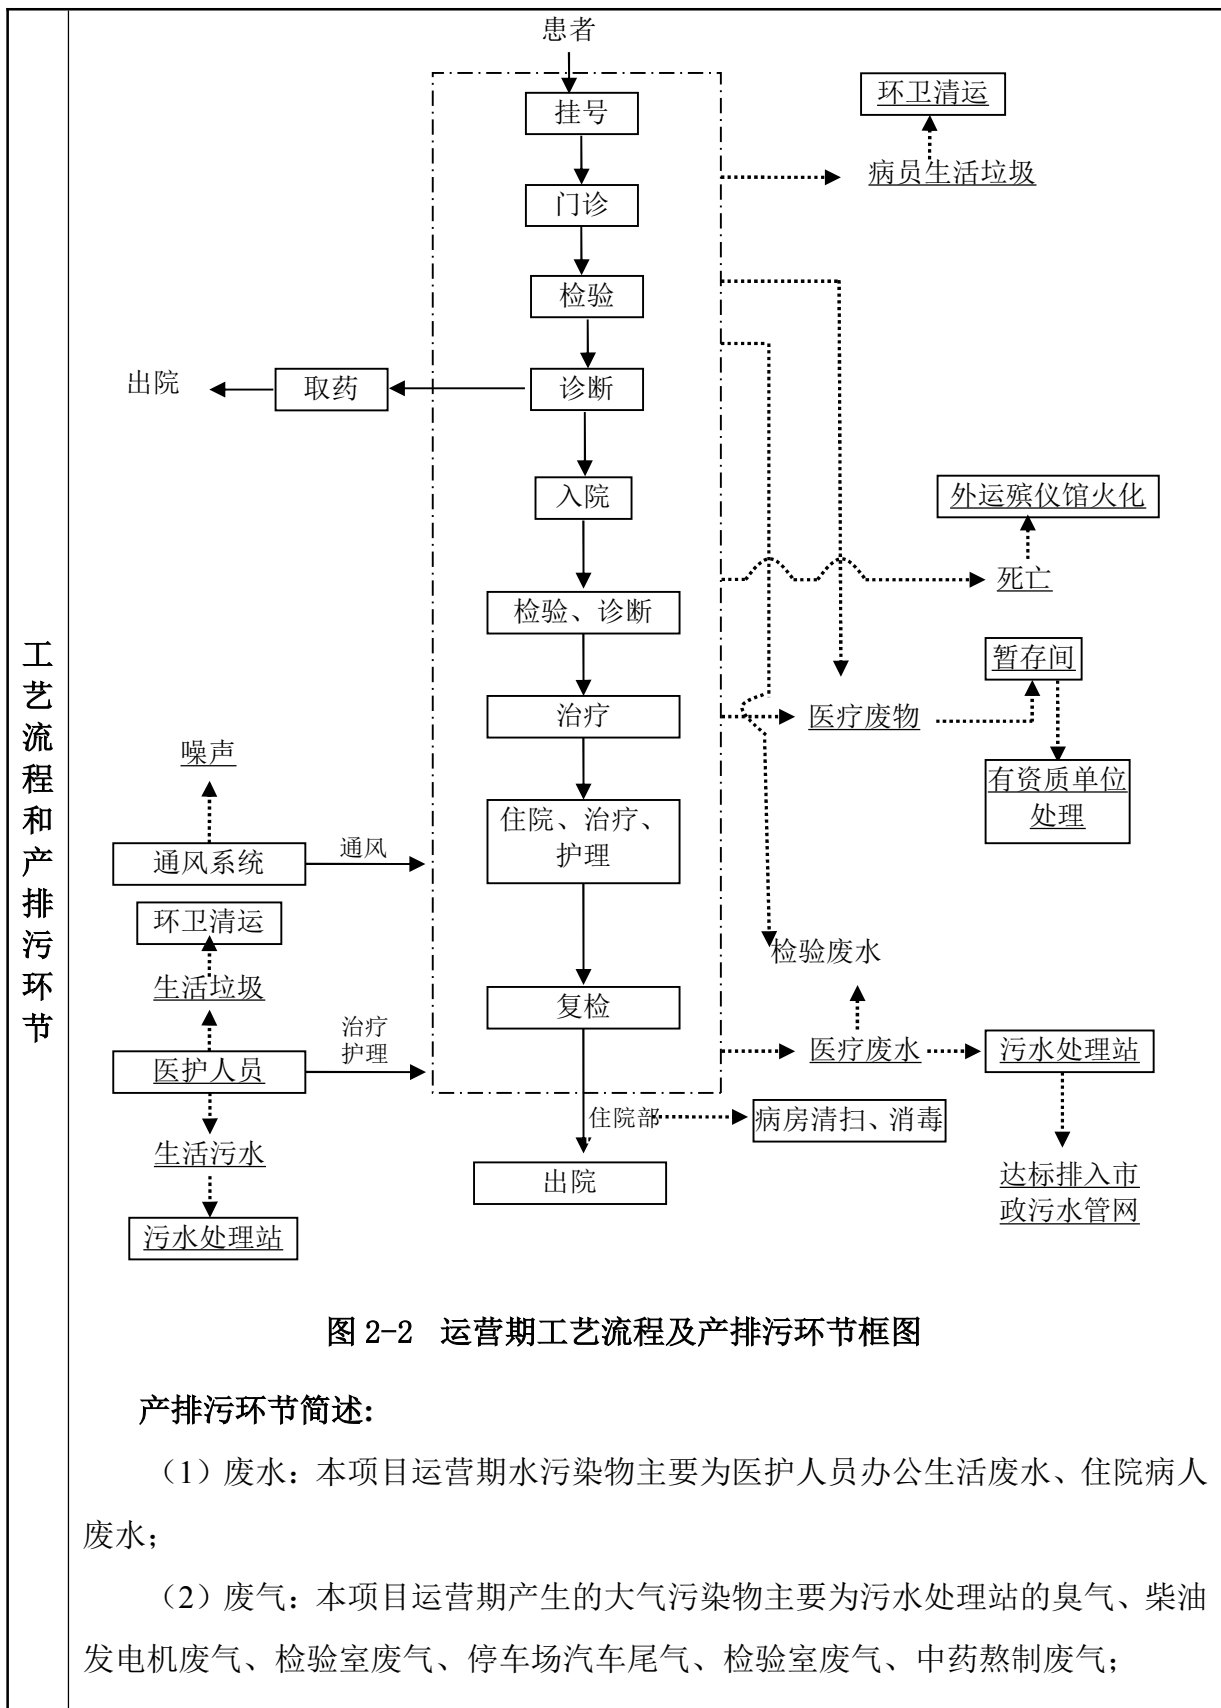 患者
环卫清运
挂号
病员生活垃圾
门诊
检验
出院
取药
诊断
入院
外运殡仪馆火化
死亡
检验、诊断
暂存间
治疗
医疗废物
噪声
有资质单位
处理
住院、治疗、
护理
通风系统
通风
环卫清运
检验废水
生活垃圾
复检
治疗
护理
医护人员
医疗废水
污水处理站
住院部
病房清扫、消毒
生活污水
出院
达标排入市
政污水管网
污水处理站
工
艺
流
程
和
产
排
污
环
节
图 2-2 运营期工艺流程及产排污环节框图
产排污环节简述:
（1）废水：本项目运营期水污染物主要为医护人员办公生活废水、住院病人
废水；
（2）废气：本项目运营期产生的大气污染物主要为污水处理站的臭气、柴油
发电机废气、检验室废气、停车场汽车尾气、检验室废气、中药熬制废气；